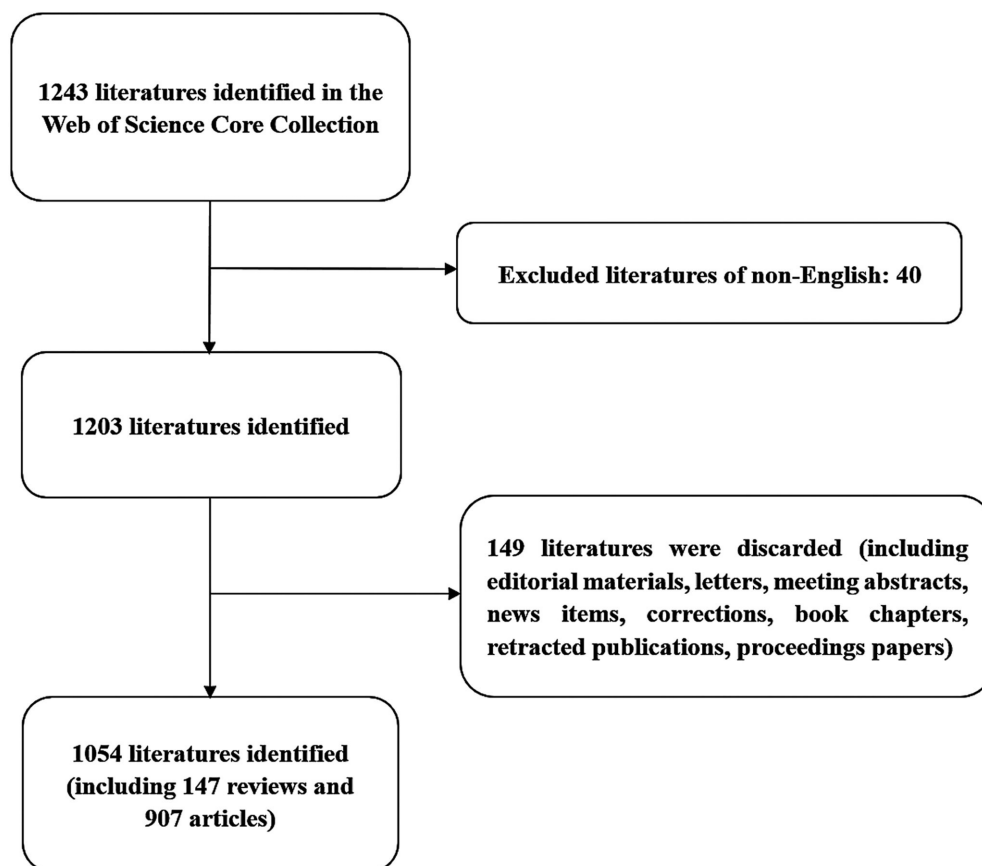 1243 literatures identified in the
Web of Science Core Collection
Excluded literatures of non-English: 40
1203 literatures identified
149 literatures were discarded (including
editorial materials, letters, meeting abstracts,
news items, corrections, book chapters,
retracted publications, proceedings papers)
1054 literatures identified
(including 147 reviews and
907 articles)